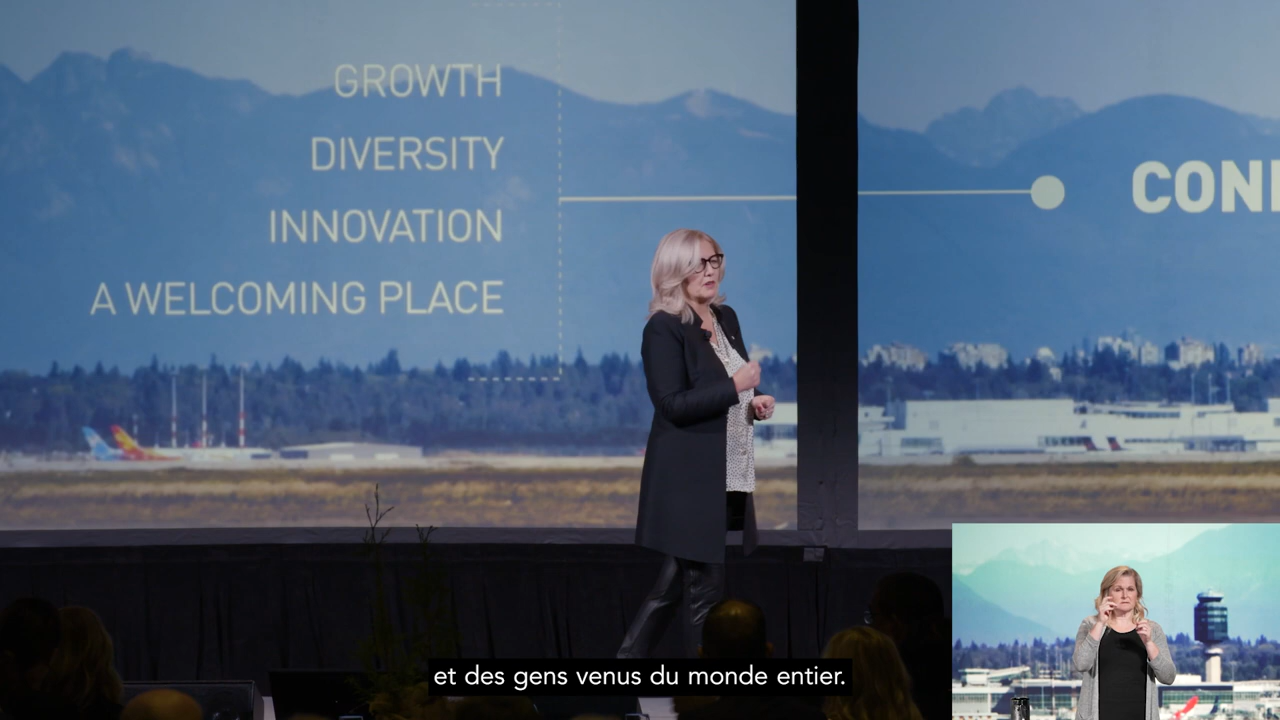 GROWTH
DIVERSITY
INNOVATION
A WELCOMING PLACE
et des gens venus du monde entier.